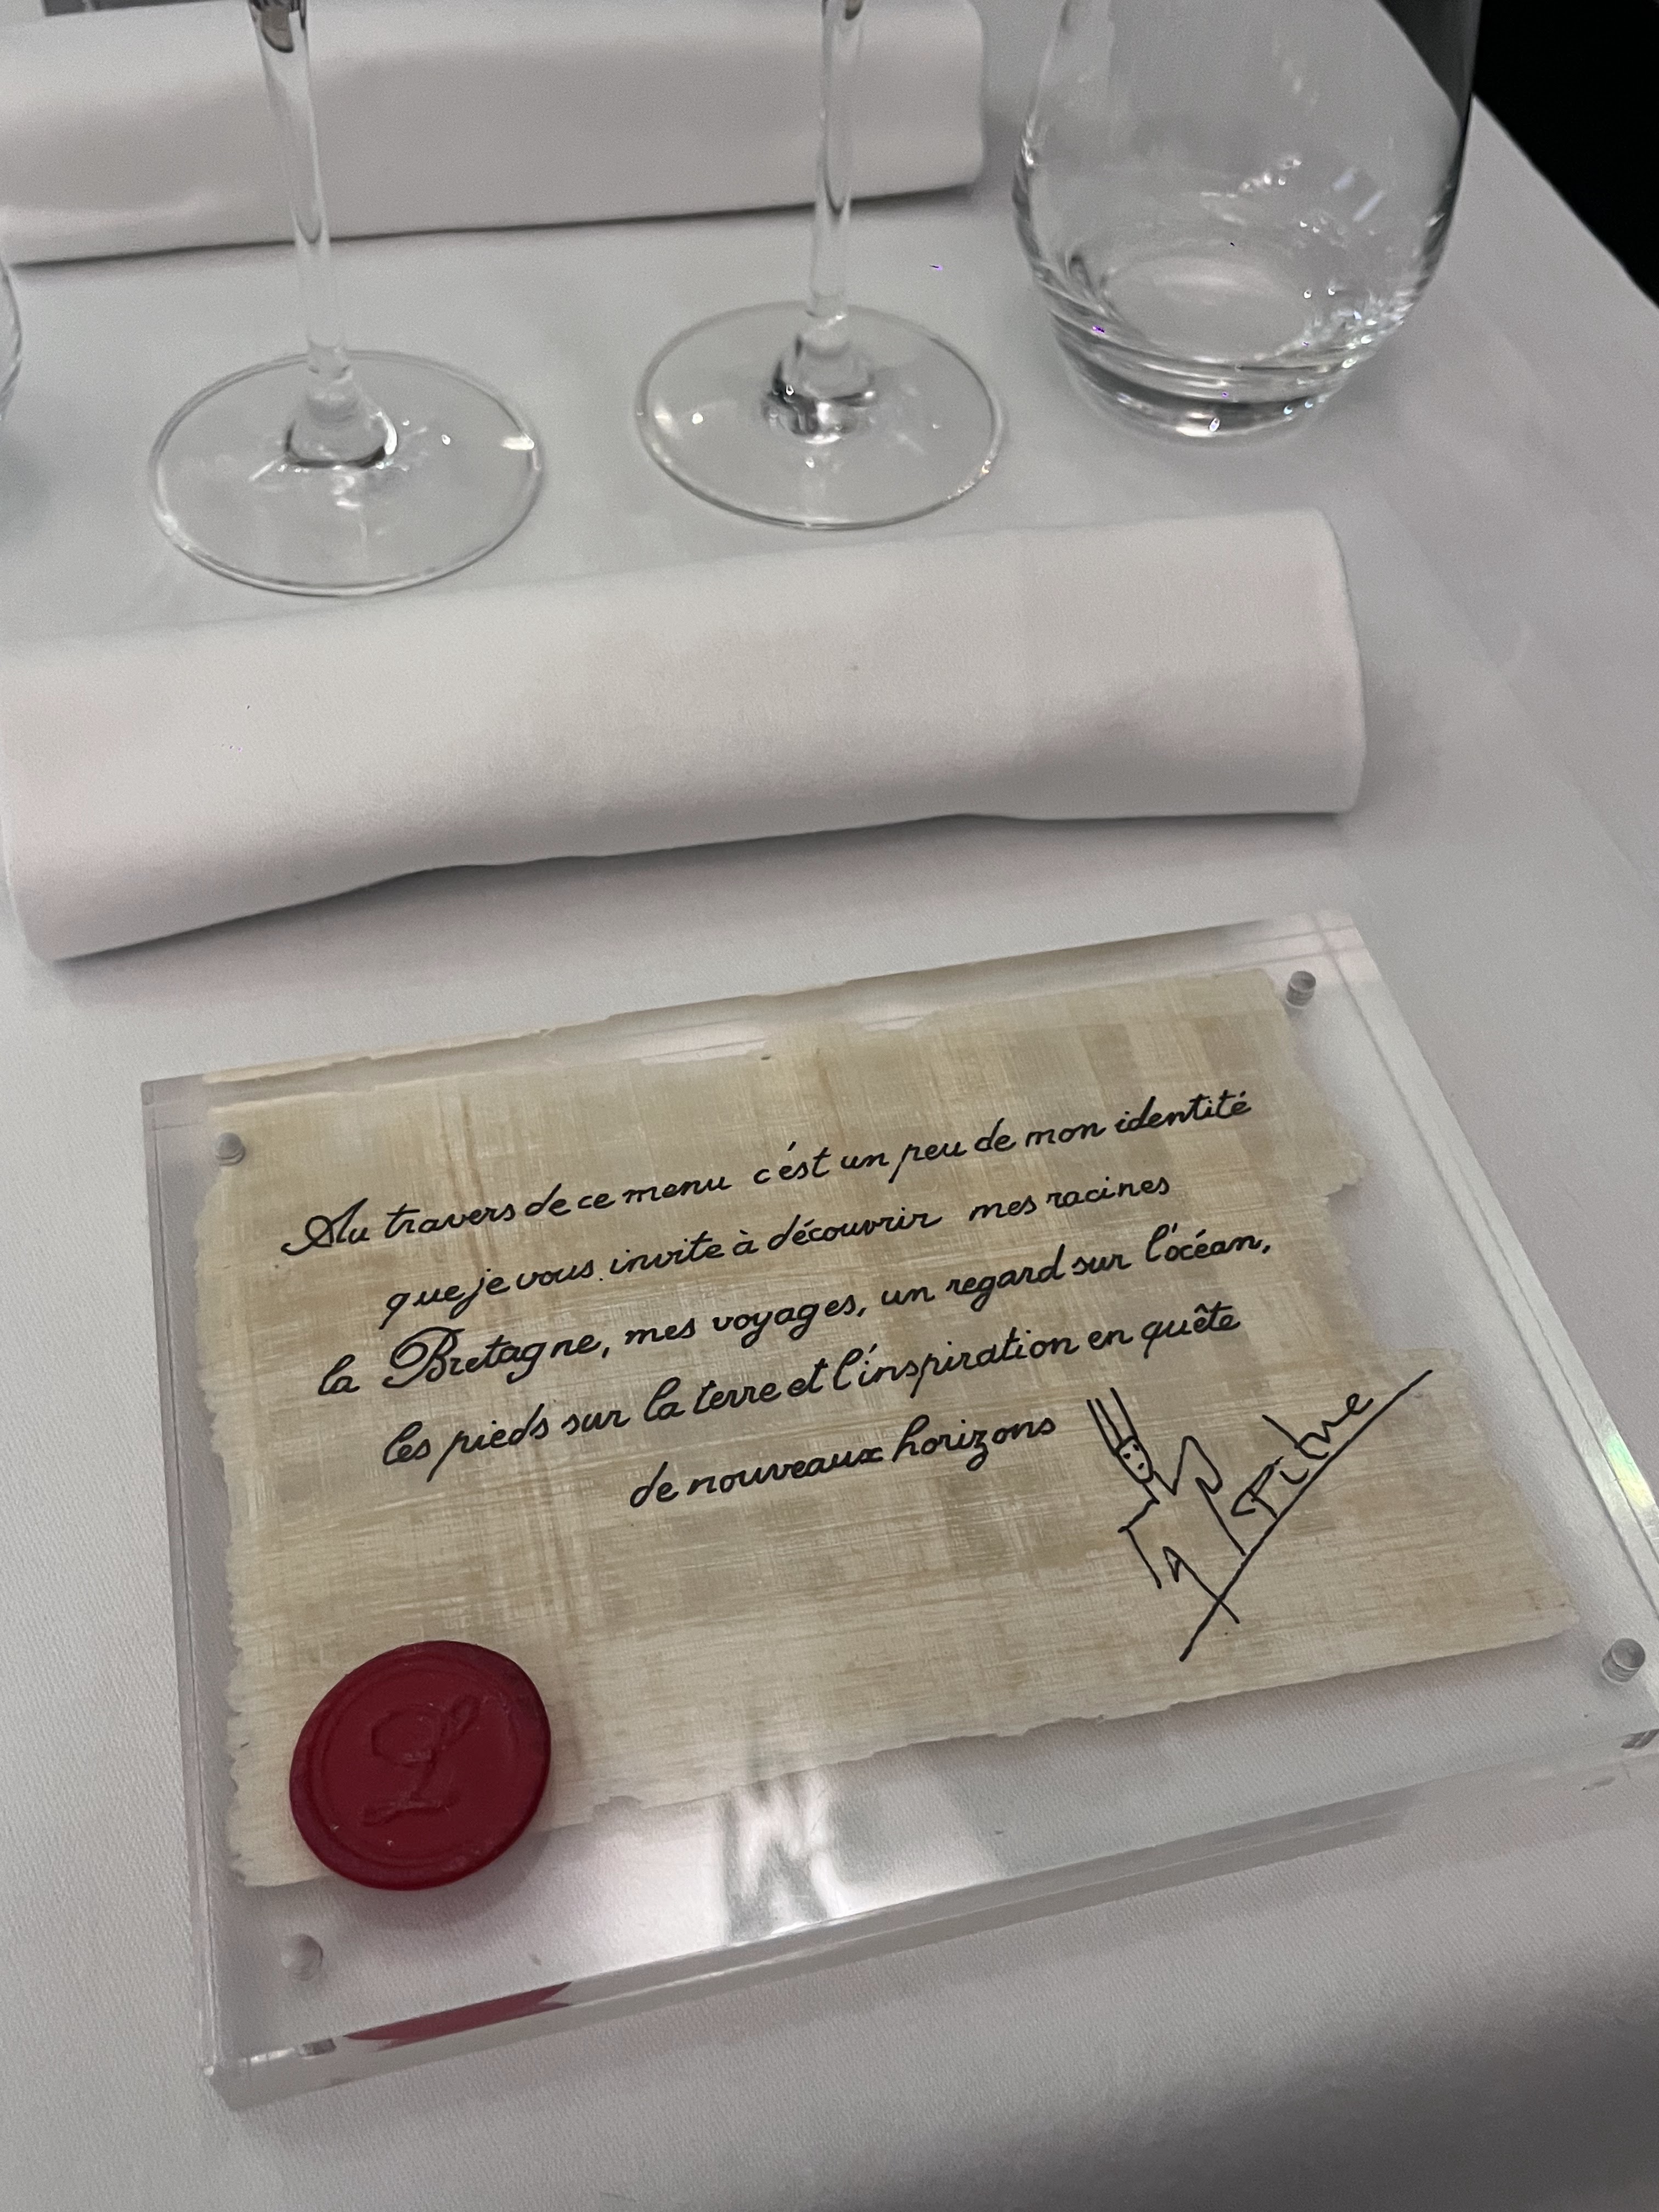 Au travers de ce menu c'est un peu de mon identité
que je vous invite à découvrir mes racines
la Bretagne, mes voyages, un regard sur l'océan,
les pieds sur la terre et l'inspiration en quête
de nouveaux horizons